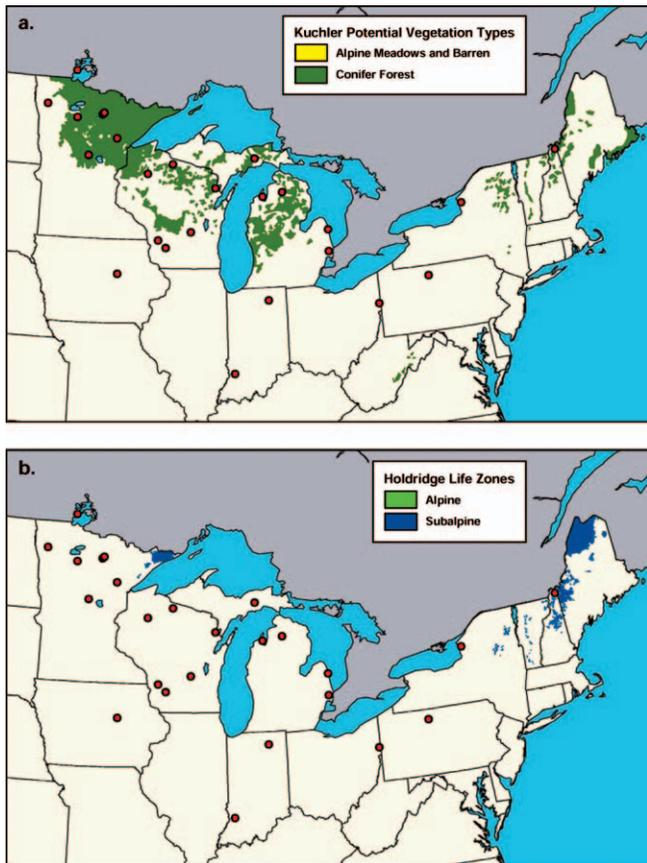 a.
Kuchler Potential Vegetation Types
Alpine Meadows and Barren
Conifer Forest
b.
Holdridge Life Zones
Alpine
Subalpine